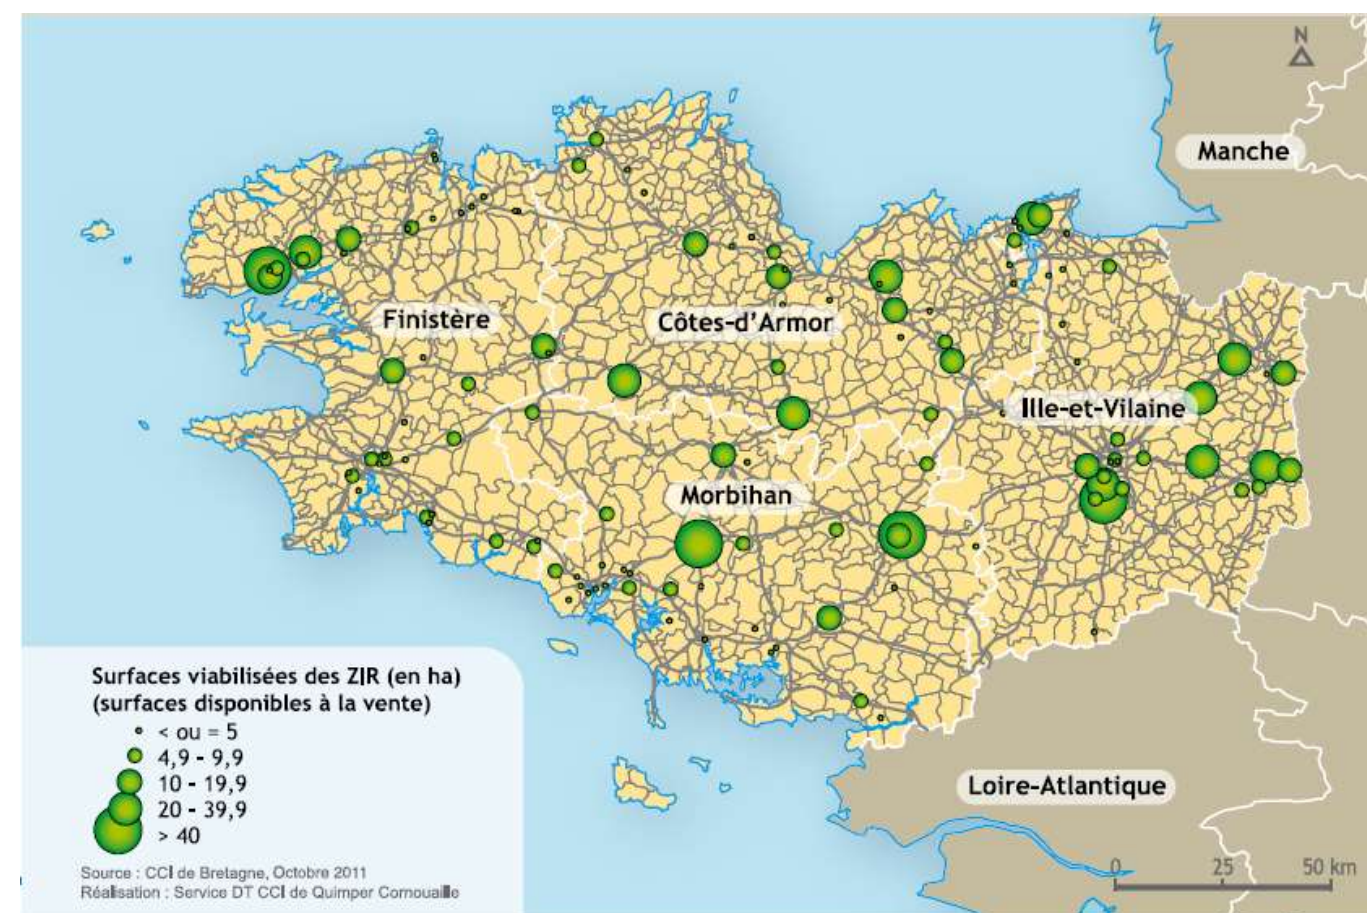 N
Manche
Finistère
Côtes-d'Armor
Ille-et-Vilaine
Morbihan
Loire-Atlantique
Surfaces viabilisées des ZIR (en ha)
(surfaces disponibles à la vente)
< ou = 5
4,9 - 9,9
10 - 19,9
20 - 39,9
> 40
Source : CCI de Bretagne, Octobre 2011
Réalisation : Service DT CCI de Quimper Cornouaille
0 25 50 km